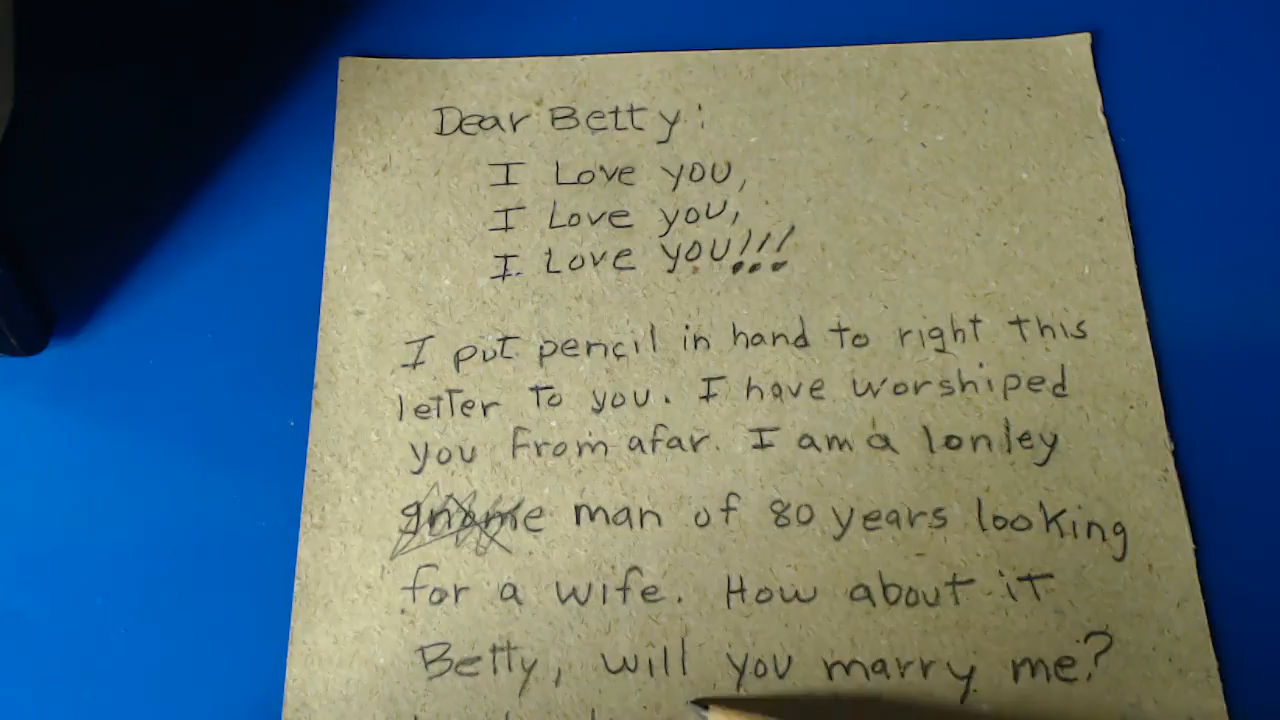 Dear Betty:
I Love you,
I Love you,
I Love you!!!
I put pencil in hand to right this
letter to you. I have worshiped
you from afar. I am a lonley
gnome man of 80 years looking
for a wife. How about it
Betty, will you marry me?